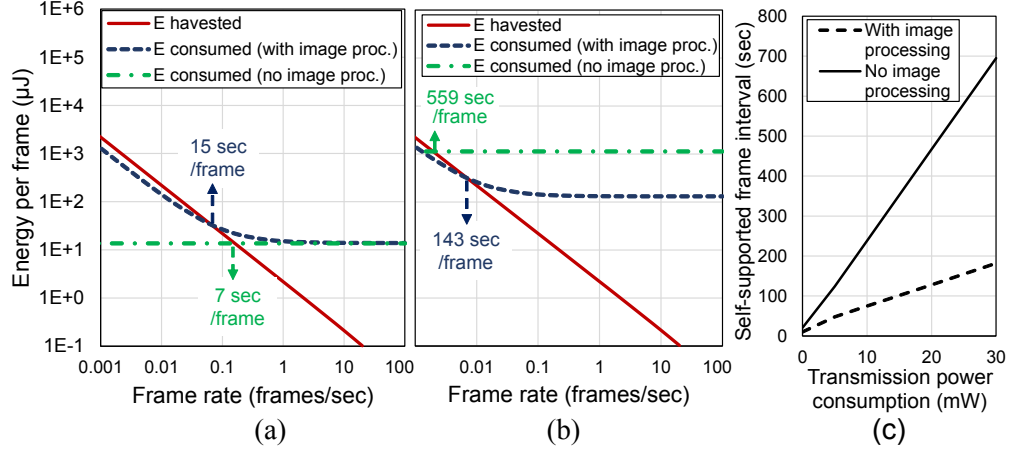 1E+6
1E+5
1E+4
1E+3
1E+2
1E+1
1E+0
1E-1
Energy per frame (µJ)
E havested
E consumed (with image proc.)
E consumed (no image proc.)
15 sec
/frame
7 sec
/frame
0.001 0.01 0.1 1 10 100
Frame rate (frames/sec)
(a)
E havested
E consumed (with image proc.)
E consumed (no image proc.)
559 sec
/frame
143 sec
/frame
0.01 0.1 1 10 100
Frame rate (frames/sec)
(b)
Self-supported frame interval (sec)
800
700
600
500
400
300
200
100
0
With image
processing
No image
processing
0 10 20 30
Transmission power
consumption (mW)
(c)